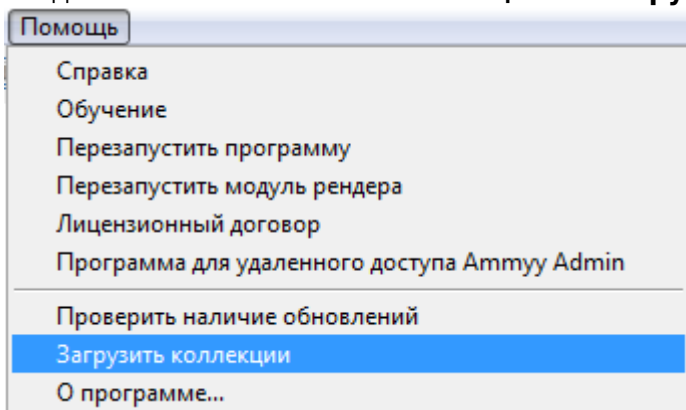 Помощь
Справка
Обучение
Перезапустить программу
Перезапустить модуль рендера
Лицензионный договор
Программа для удаленного доступа Ammyy Admin
Проверить наличие обновлений
Загрузить коллекции
О программе...